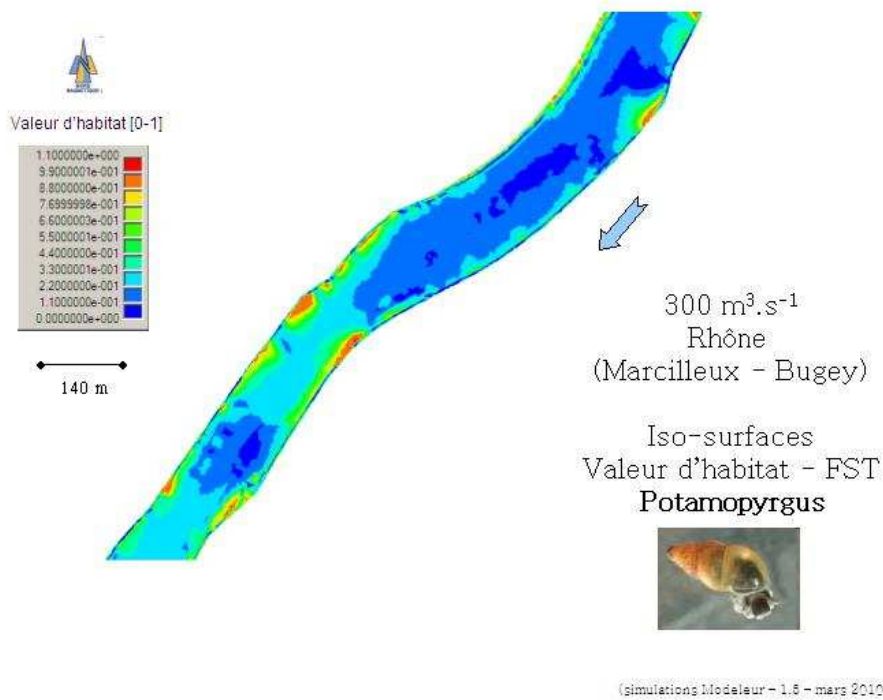 Valeur d'habitat [0-1]
1.1000000e+000
9.9000001e-001
8.8000000e-001
7.6999998e-001
6.6000003e-001
5.5000001e-001
4.4000000e-001
3.3000001e-001
2.2000000e-001
1.1000000e-001
0.0000000e+000
140 m
300 m³.s⁻¹
Rhône
(Marcilleux - Bugey)
Iso-surfaces
Valeur d'habitat - FST
Potamopyrgus
(simulations Modeleur - 1.5 - mars 2010